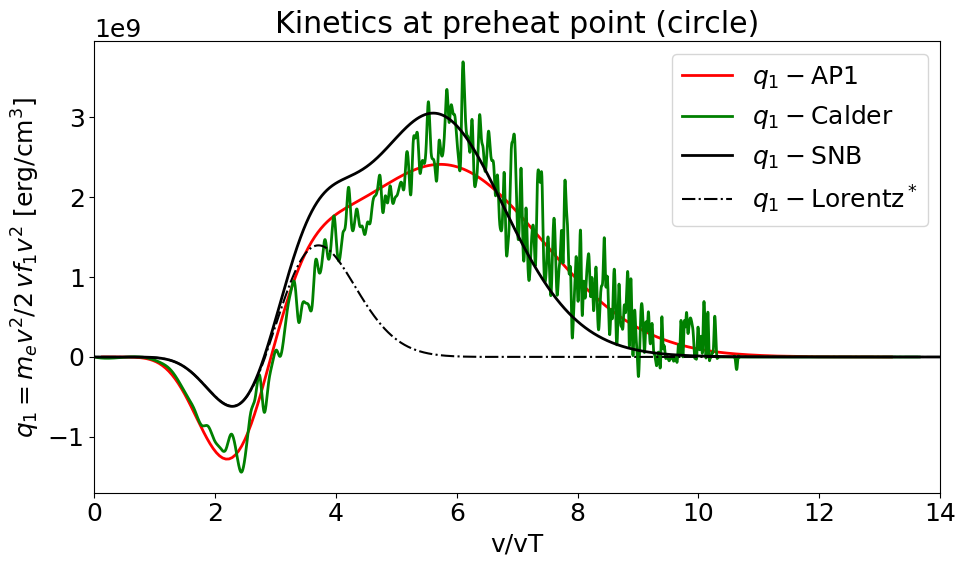 Kinetics at preheat point (circle)
1e9
q₁ = mₑv²/2 vf₁v² [erg/cm³]
3
2
1
0
−1
q₁ − AP1
q₁ − Calder
q₁ − SNB
q₁ − Lorentz*
0 2 4 6 8 10 12 14
v/vT